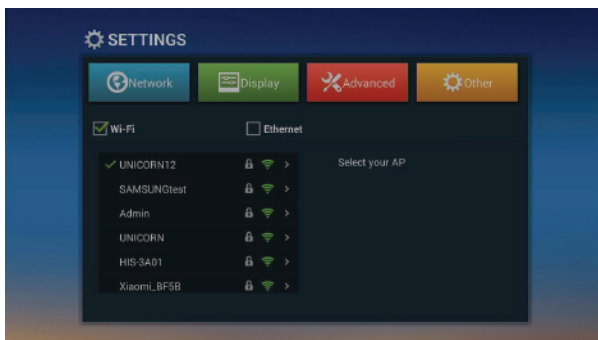 SETTINGS
Network Display Advanced Other
Wi-Fi Ethernet
UNICORN12 Select your AP
SAMSUNGtest
Admin
UNICORN
HIS-3A01
Xiaomi_BF5B